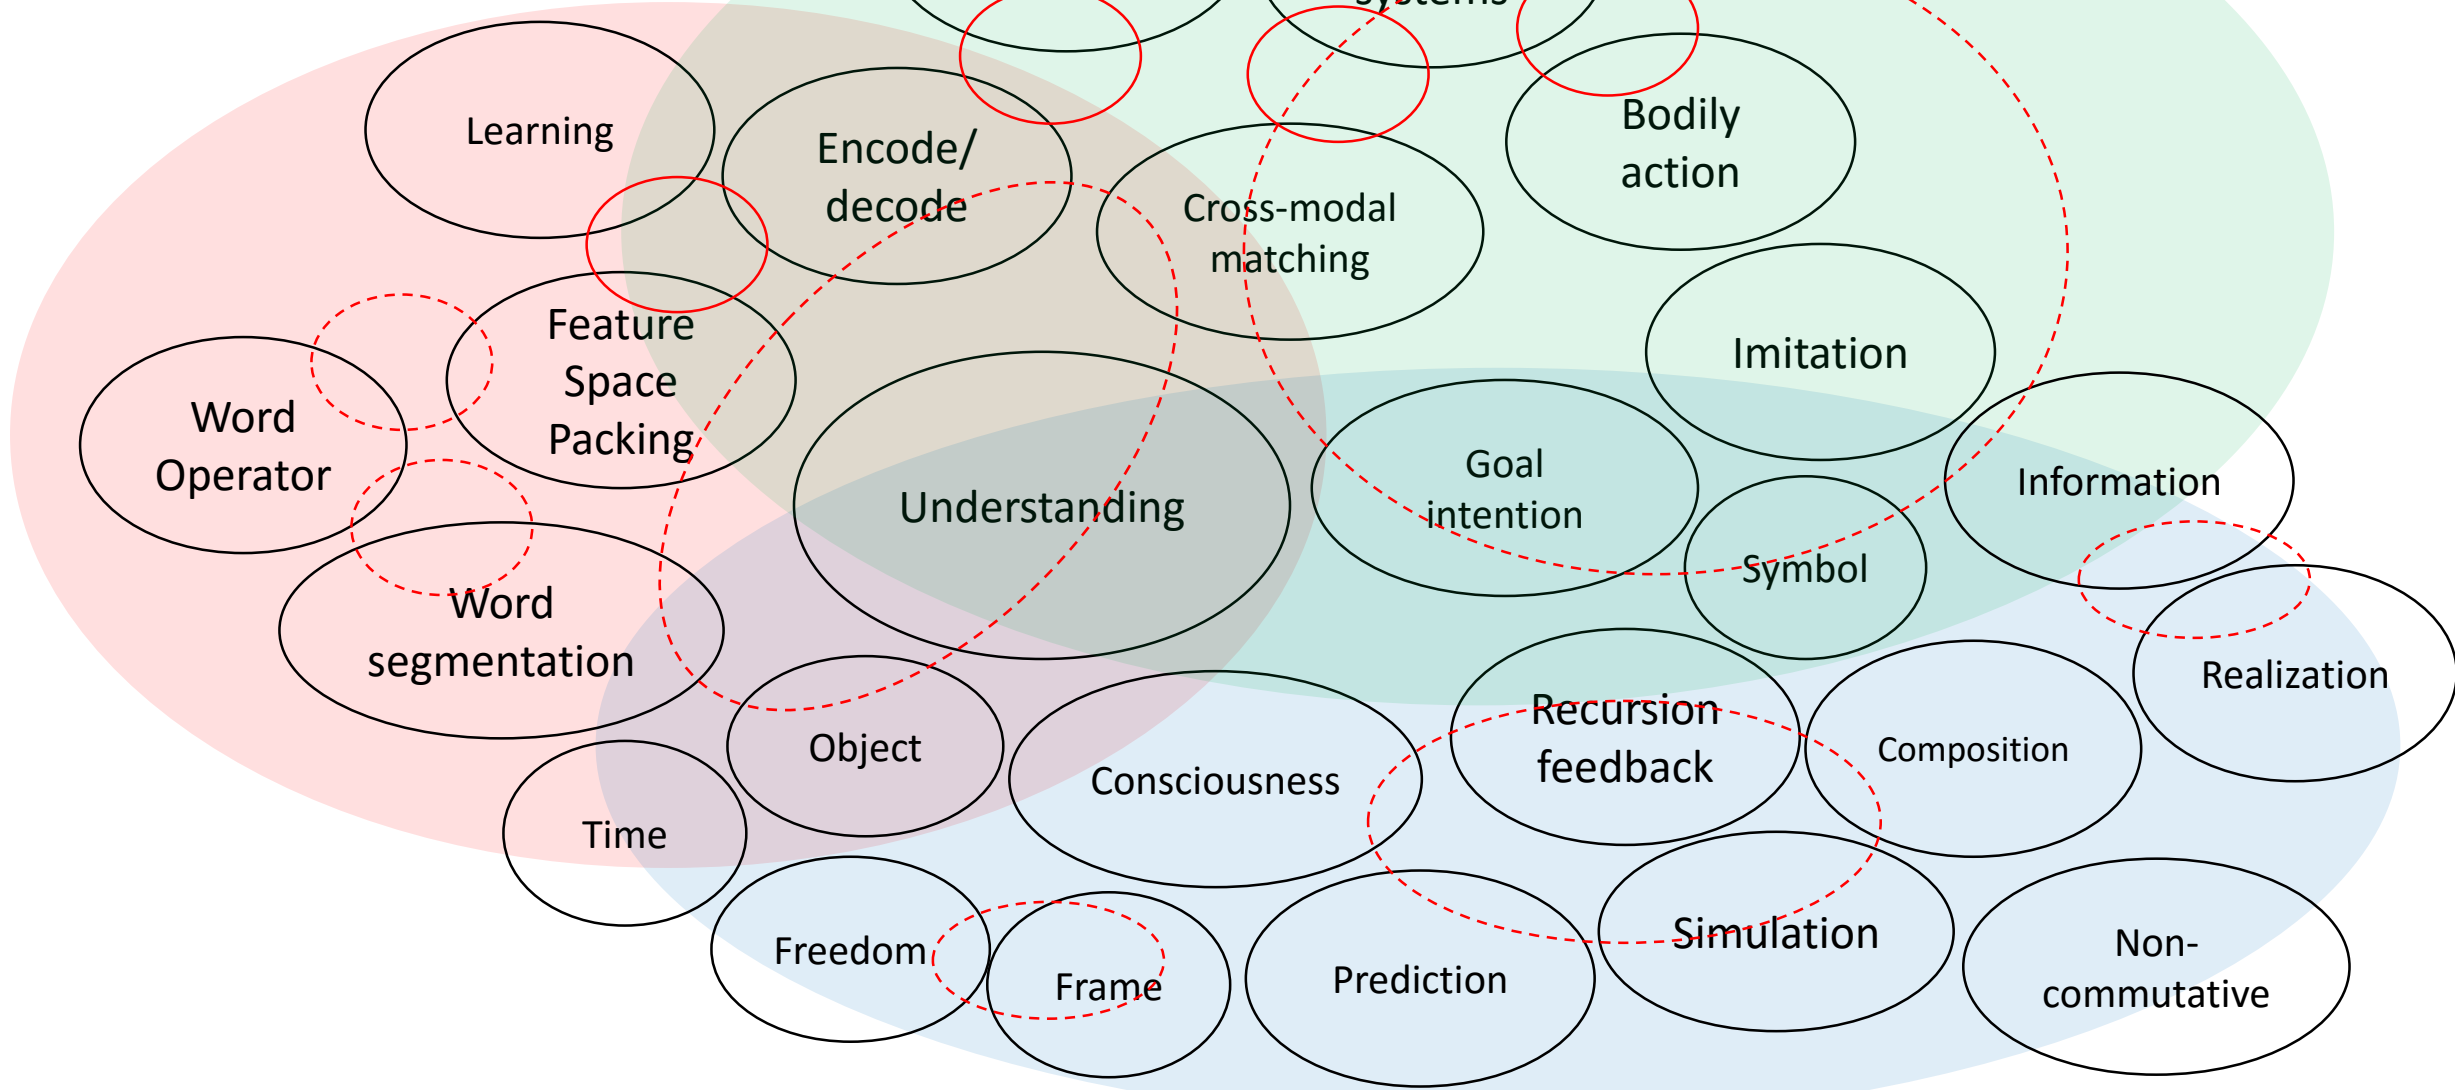 systems
Learning
Encode/
decode
Bodily
action
Cross-modal
matching
Feature
Space
Packing
Imitation
Word
Operator
Understanding
Goal
intention
Information
Symbol
Word
segmentation
Realization
Object
Consciousness
Recursion
feedback
Composition
Time
Freedom
Frame
Prediction
Simulation
Non-
commutative